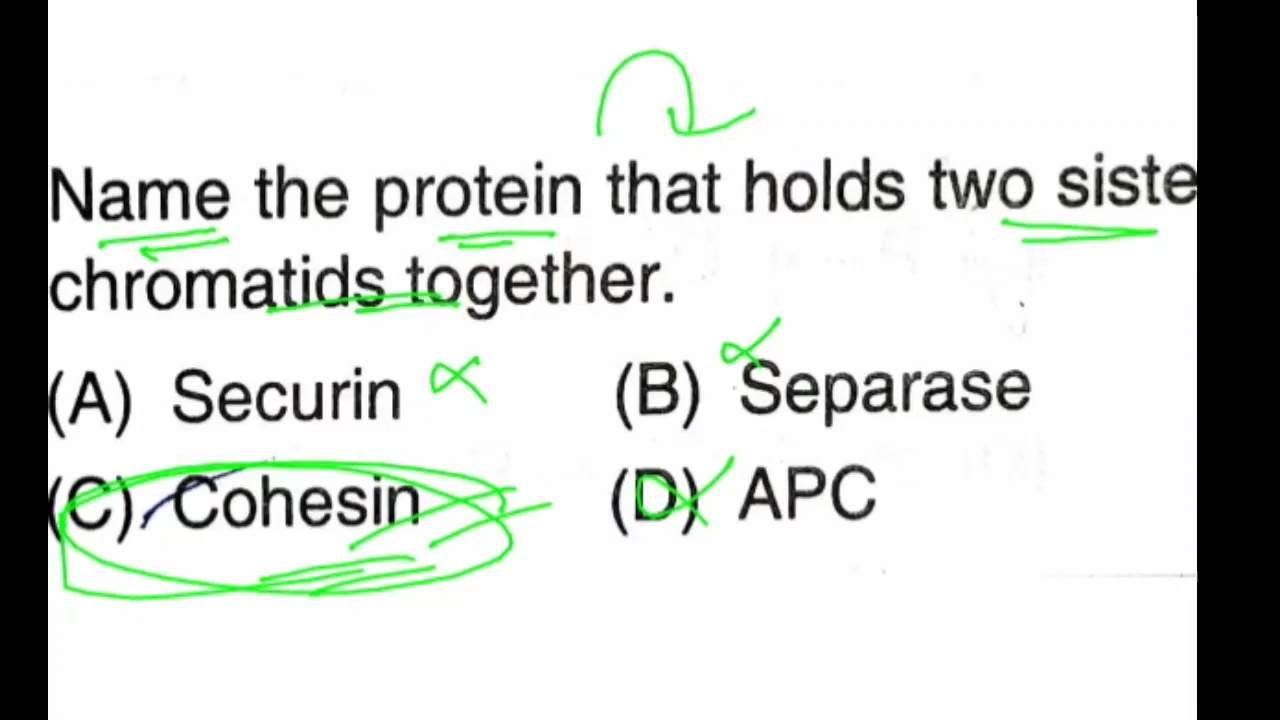 Name the protein that holds two siste
chromatids together.
(A) Securin (B) Separase
(C) Cohesin (D) APC